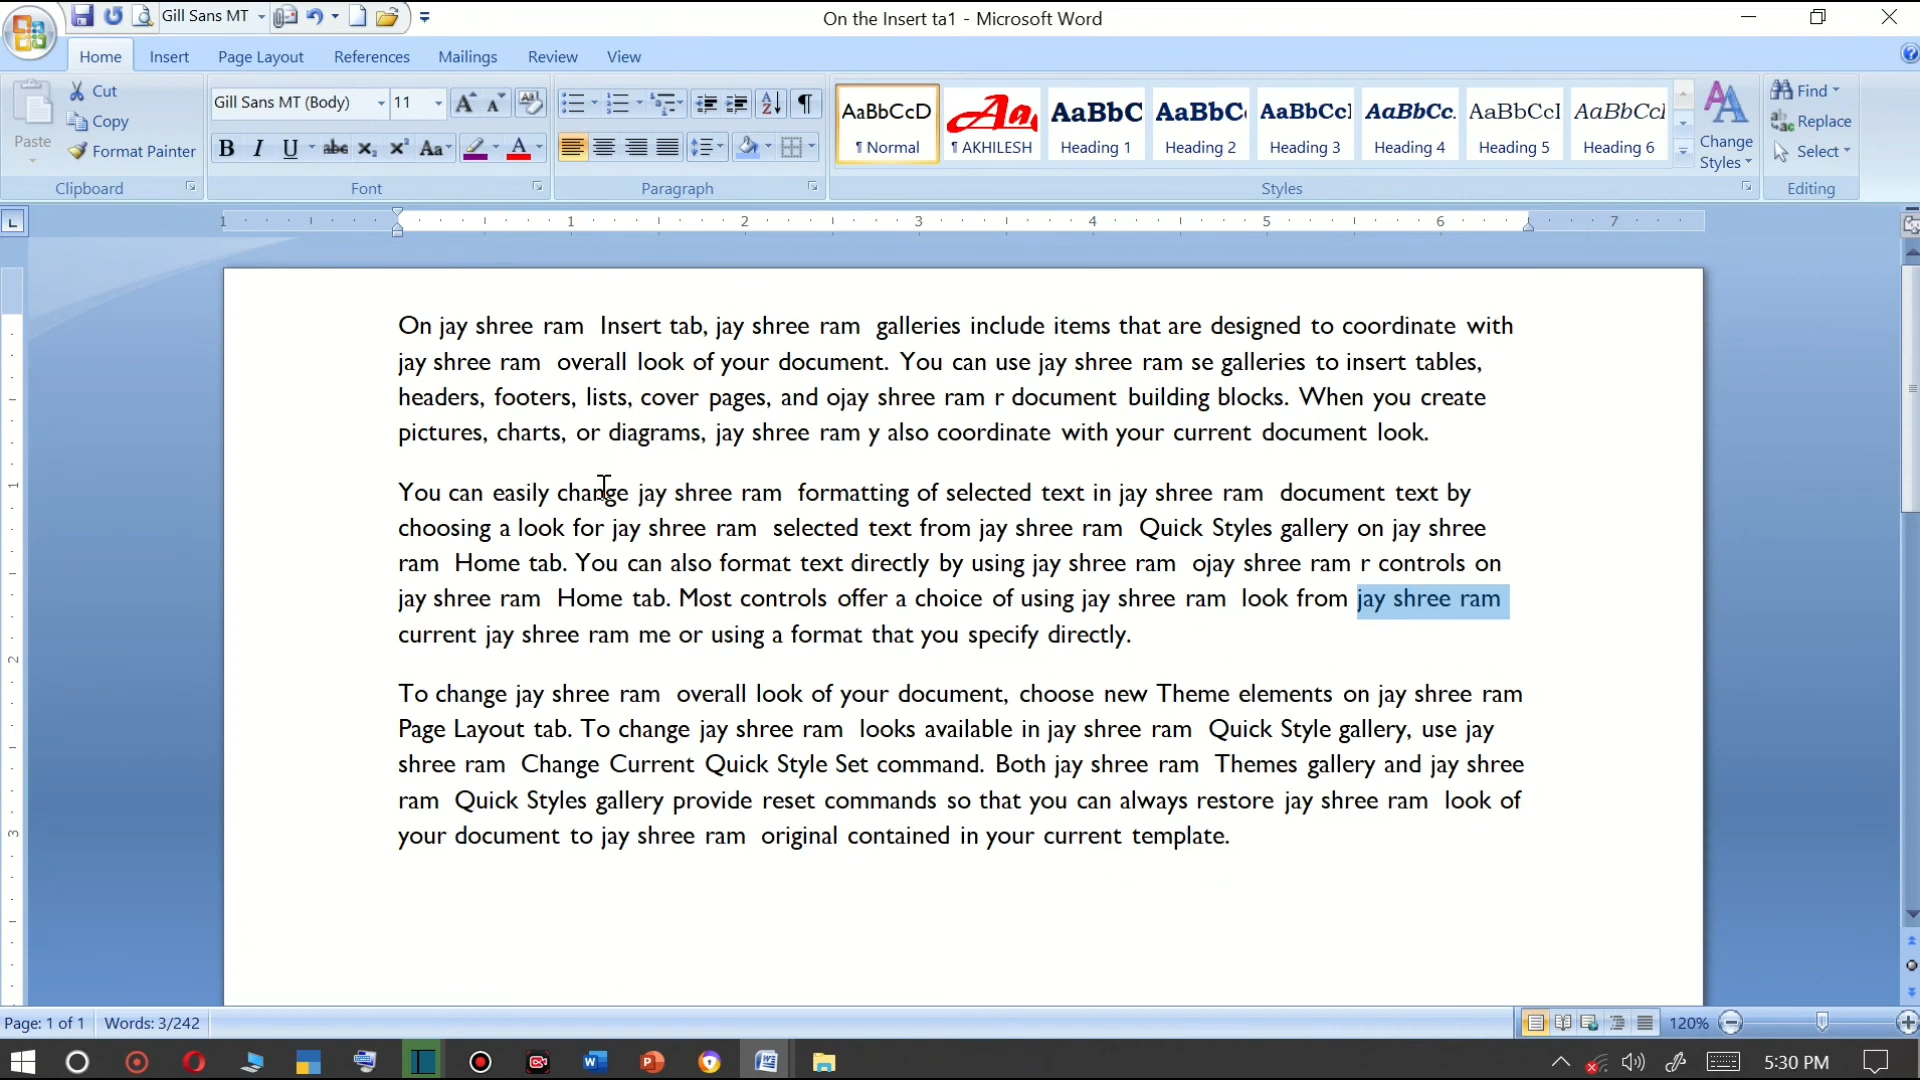 Gill Sans MT
On the Insert ta1 - Microsoft Word
Home Insert Page Layout References Mailings Review View
Paste
Cut
Copy
Format Painter
Clipboard
Gill Sans MT (Body) 11
B I U abc X₂ X² Aa A
Font
Paragraph
AaBbCcD
¶ Normal
Aa
¶ AKHILESH
AaBbC
Heading 1
AaBbC
Heading 2
AaBbCcI
Heading 3
AaBbCc.
Heading 4
AaBbCcI
Heading 5
AaBbCcI
Heading 6
Change
Styles
Styles
Find
Replace
Select
Editing
1 1 2 3 4 5 6 7
On jay shree ram Insert tab, jay shree ram galleries include items that are designed to coordinate with
jay shree ram overall look of your document. You can use jay shree ram se galleries to insert tables,
headers, footers, lists, cover pages, and ojay shree ram r document building blocks. When you create
pictures, charts, or diagrams, jay shree ram y also coordinate with your current document look.
You can easily change jay shree ram formatting of selected text in jay shree ram document text by
choosing a look for jay shree ram selected text from jay shree ram Quick Styles gallery on jay shree
ram Home tab. You can also format text directly by using jay shree ram ojay shree ram r controls on
jay shree ram Home tab. Most controls offer a choice of using jay shree ram look from jay shree ram
current jay shree ram me or using a format that you specify directly.
To change jay shree ram overall look of your document, choose new Theme elements on jay shree ram
Page Layout tab. To change jay shree ram looks available in jay shree ram Quick Style gallery, use jay
shree ram Change Current Quick Style Set command. Both jay shree ram Themes gallery and jay shree
ram Quick Styles gallery provide reset commands so that you can always restore jay shree ram look of
your document to jay shree ram original contained in your current template.
1
2
3
Page: 1 of 1 Words: 3/242
120%
5:30 PM